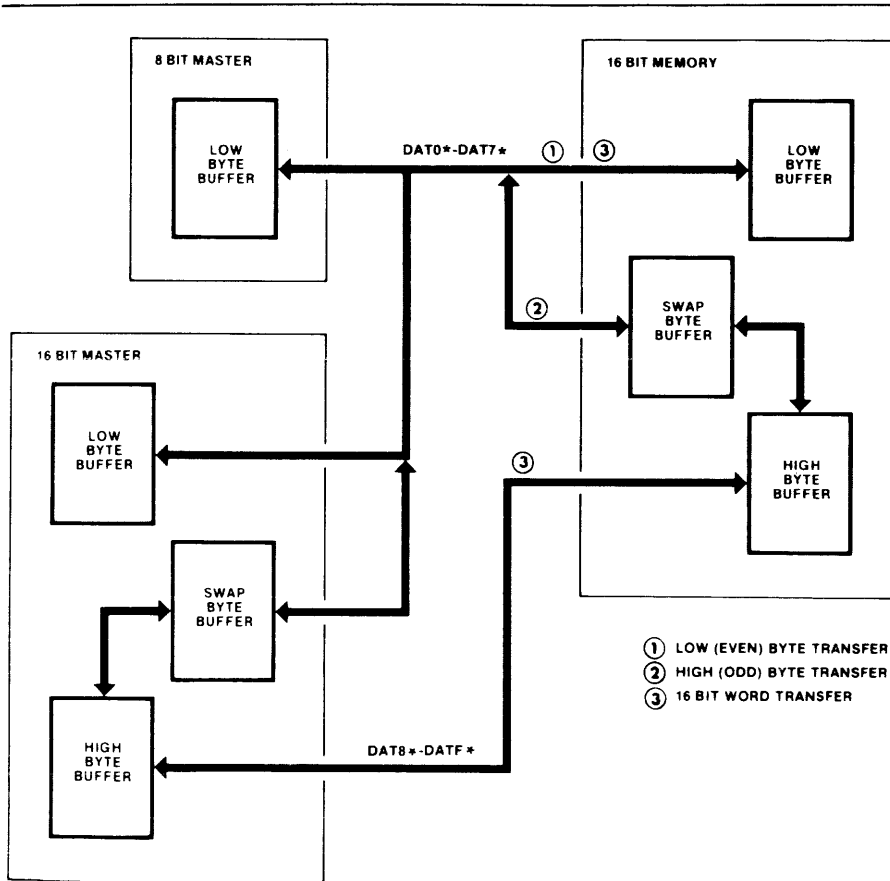 8 BIT MASTER
LOW
BYTE
BUFFER
DAT0*-DAT7*
1
3
16 BIT MEMORY
LOW
BYTE
BUFFER
2
SWAP
BYTE
BUFFER
HIGH
BYTE
BUFFER
16 BIT MASTER
LOW
BYTE
BUFFER
3
SWAP
BYTE
BUFFER
HIGH
BYTE
BUFFER
DAT8*-DATF*
1 LOW (EVEN) BYTE TRANSFER
2 HIGH (ODD) BYTE TRANSFER
3 16 BIT WORD TRANSFER